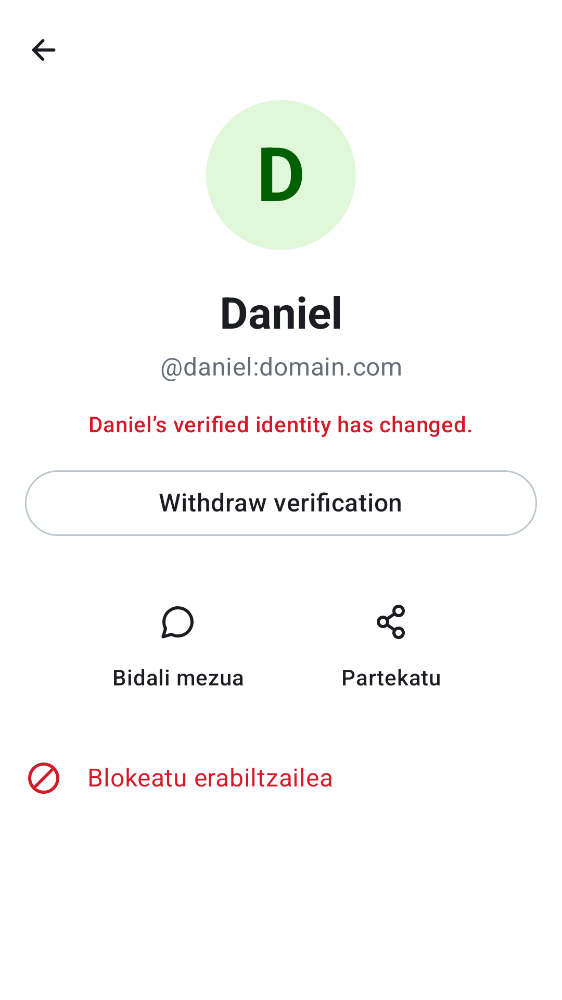 D
Daniel
@daniel:domain.com
Daniel’s verified identity has changed.
Withdraw verification
Bidali mezua
Partekatu
Blokeatu erabiltzailea